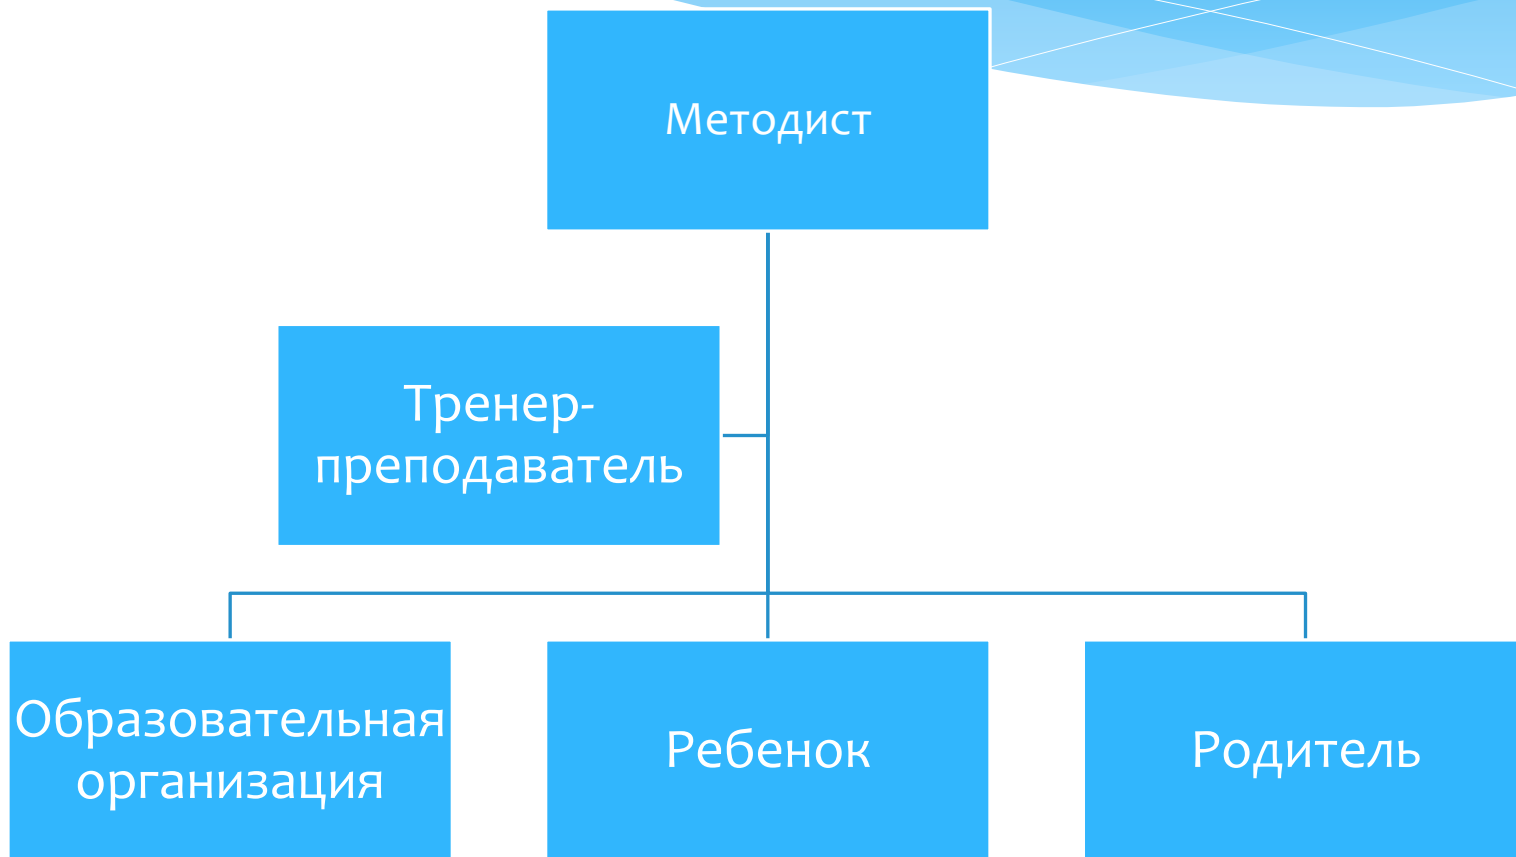 Методист
Тренер-
преподаватель
Образовательная
организация
Ребенок
Родитель